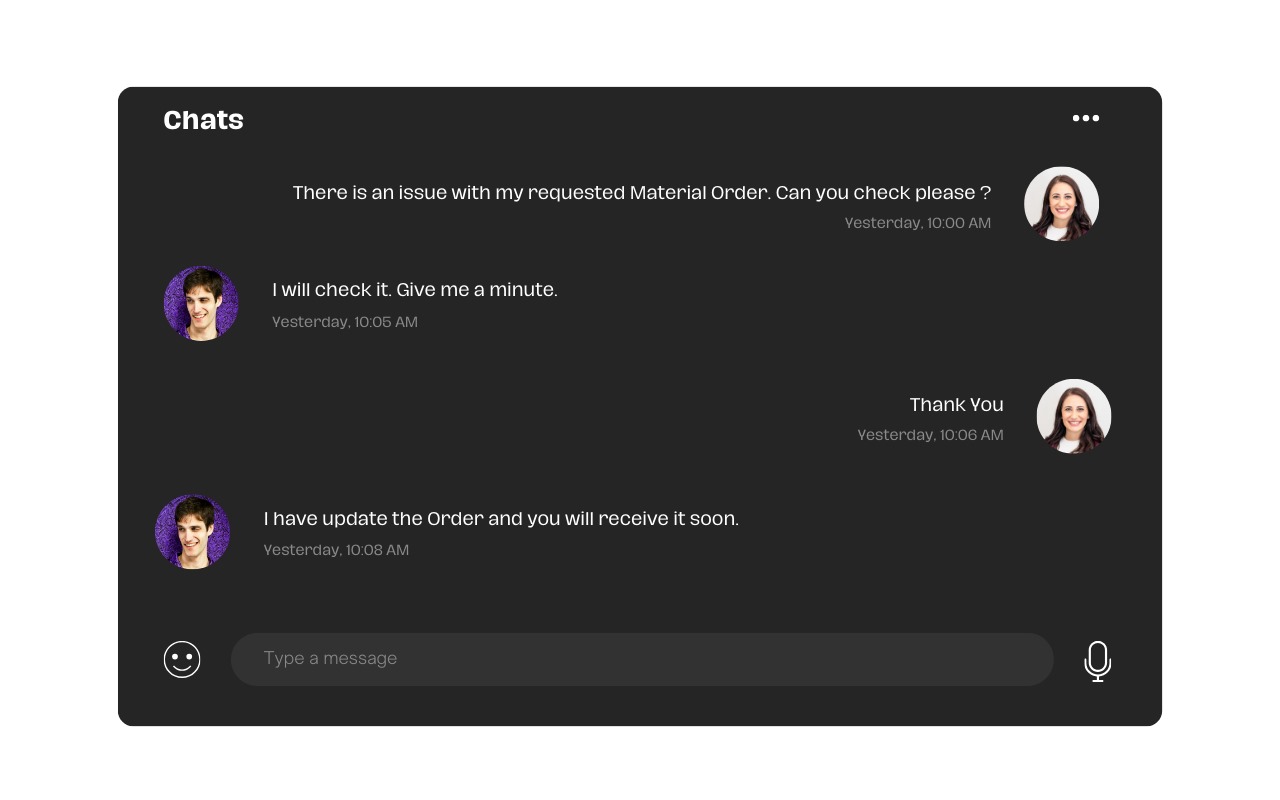 Chats
There is an issue with my requested Material Order. Can you check please ?
Yesterday, 10:00 AM
I will check it. Give me a minute.
Yesterday, 10:05 AM
Thank You
Yesterday, 10:06 AM
I have update the Order and you will receive it soon.
Yesterday, 10:08 AM
Type a message